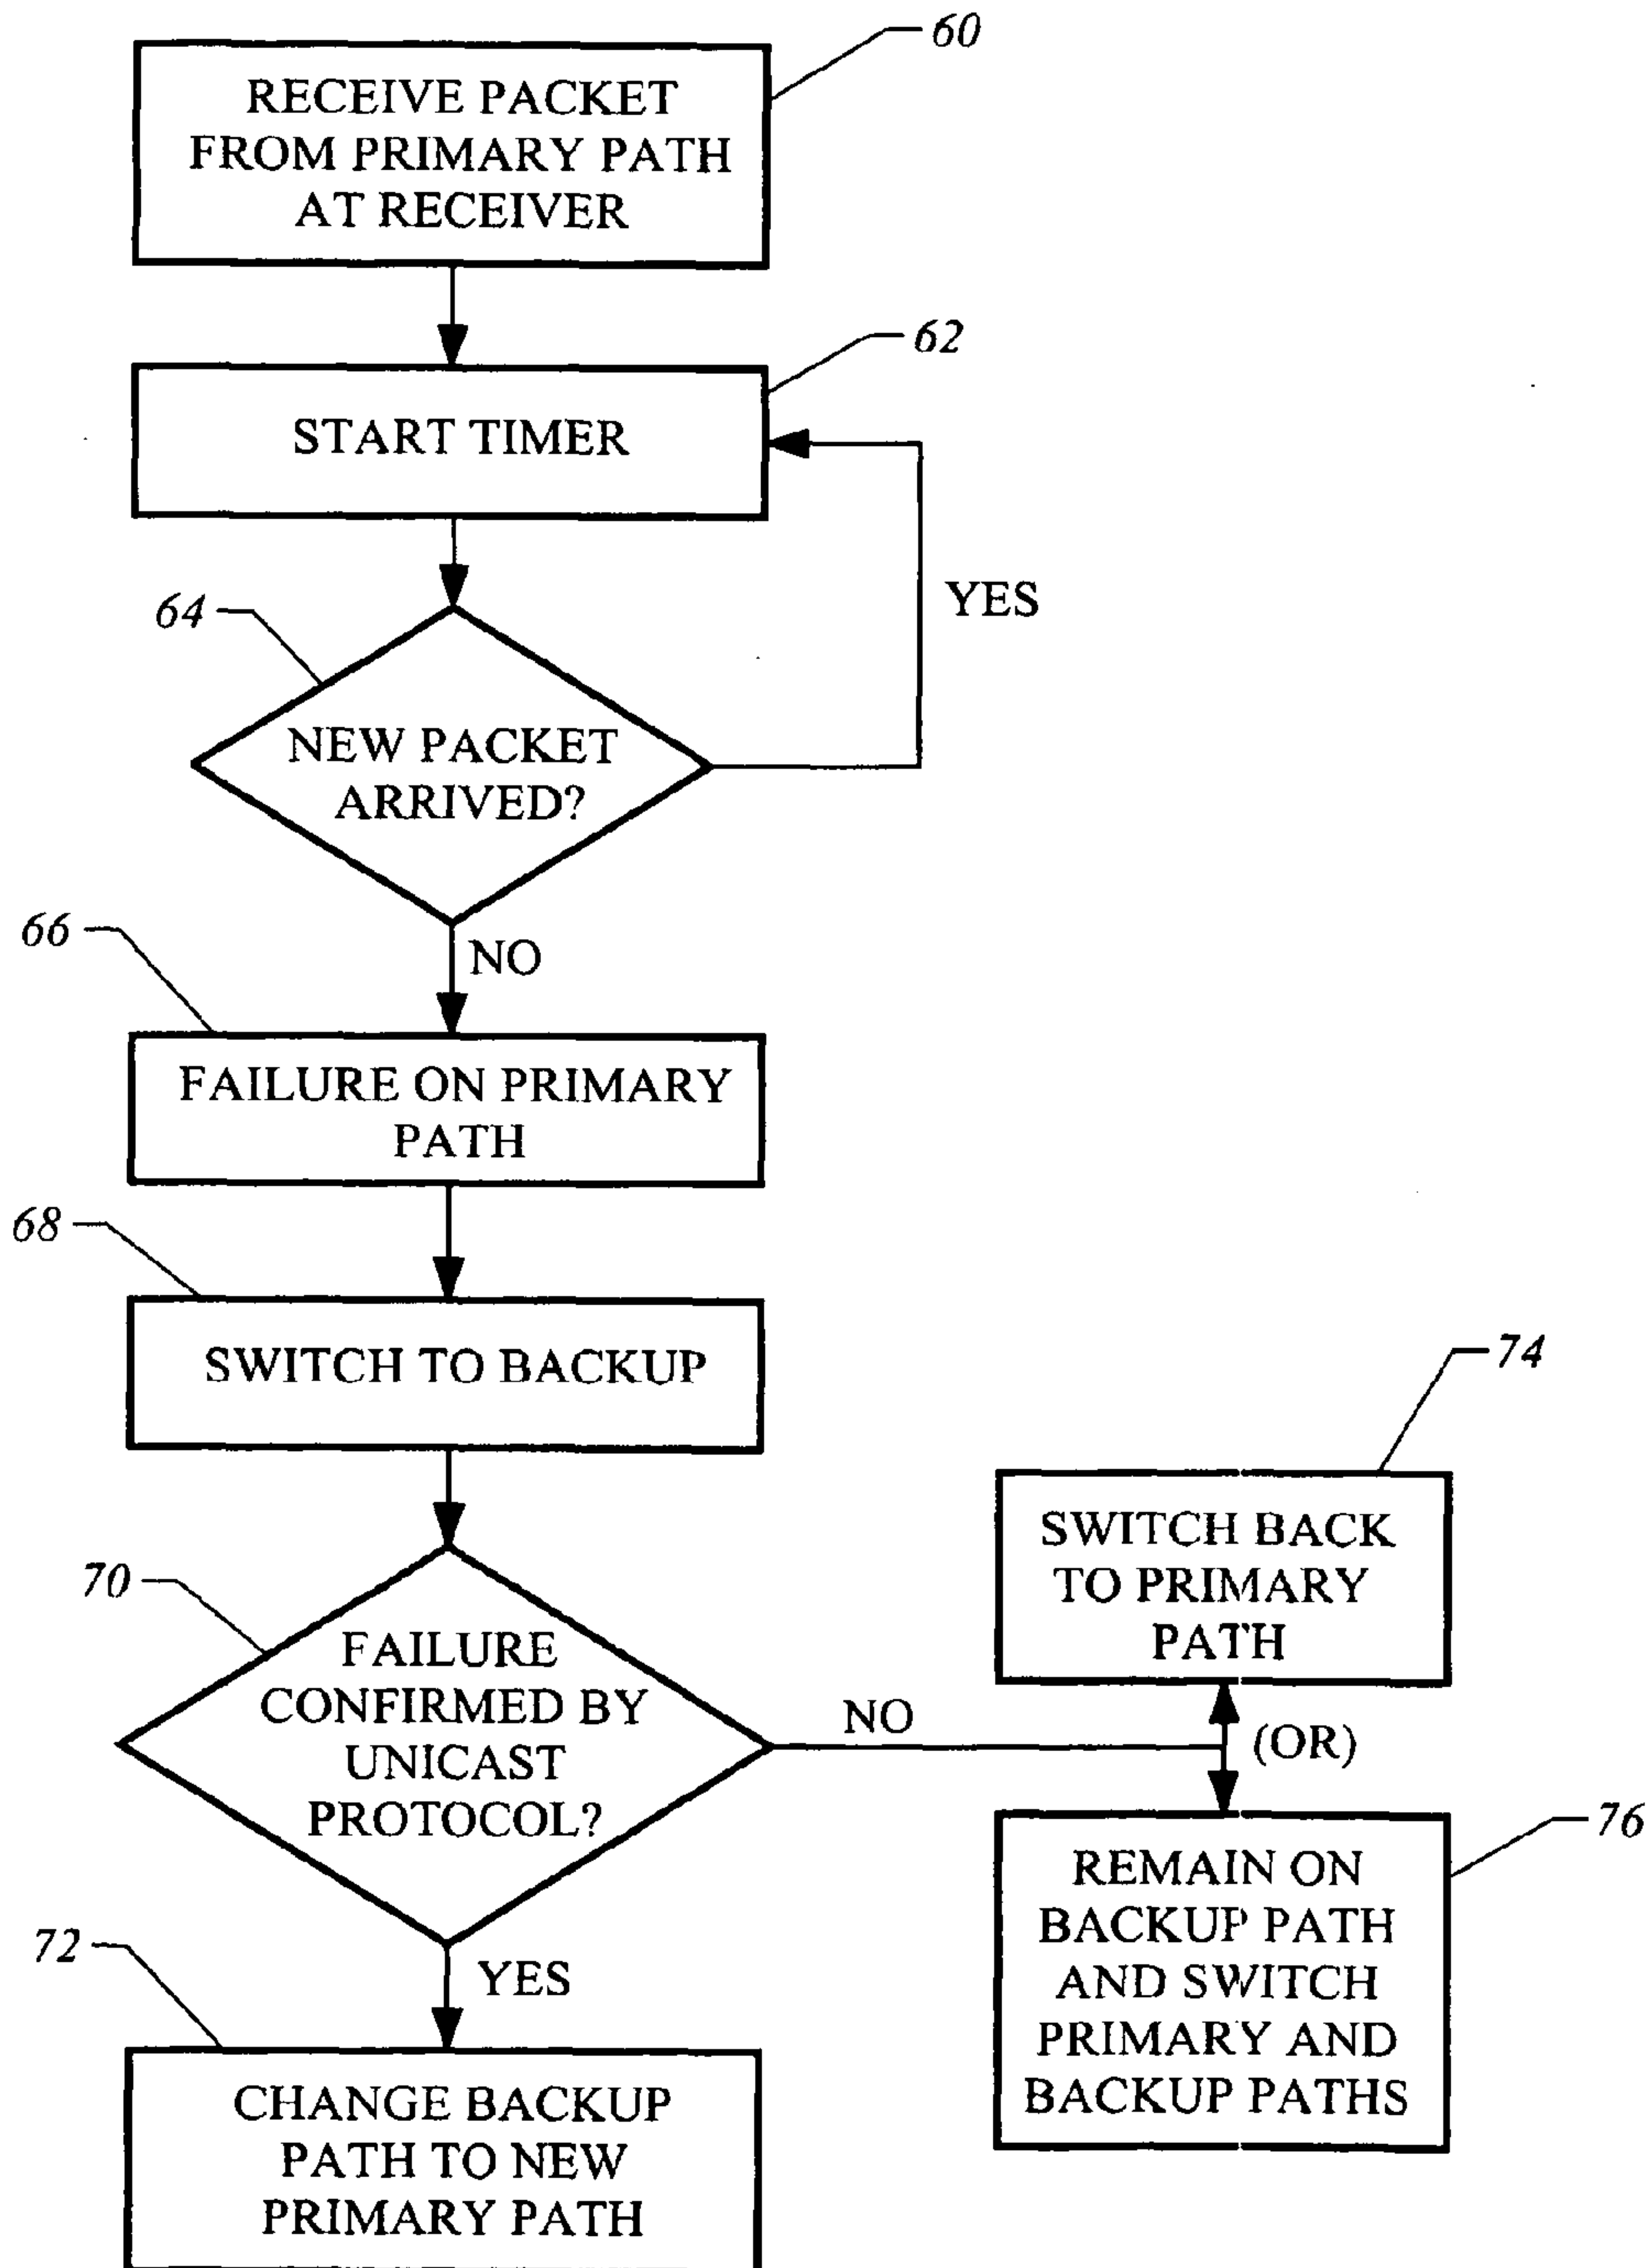 60
RECEIVE PACKET
FROM PRIMARY PATH
AT RECEIVER
62
START TIMER
YES
64
NEW PACKET
ARRIVED?
NO
66
FAILURE ON PRIMARY
PATH
68
SWITCH TO BACKUP
70
FAILURE
CONFIRMED BY
UNICAST
PROTOCOL?
NO
74
SWITCH BACK
TO PRIMARY
PATH
(OR)
76
REMAIN ON
BACKUP PATH
AND SWITCH
PRIMARY AND
BACKUP PATHS
YES
72
CHANGE BACKUP
PATH TO NEW
PRIMARY PATH